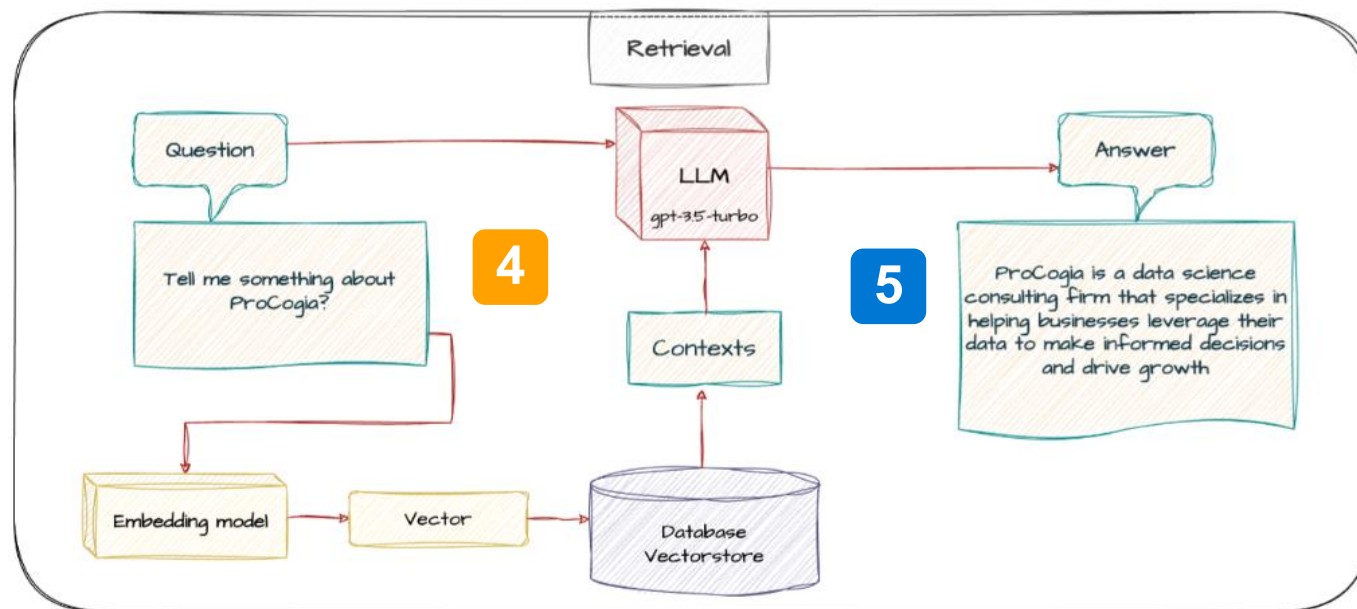 Retrieval
Question
LLM
gpt-3.5-turbo
Answer
4
5
Tell me something about
ProCogia?
ProCogia is a data science
consulting firm that specializes in
helping businesses leverage their
data to make informed decisions
and drive growth
Contexts
Embedding model
Vector
Database
Vectorstore